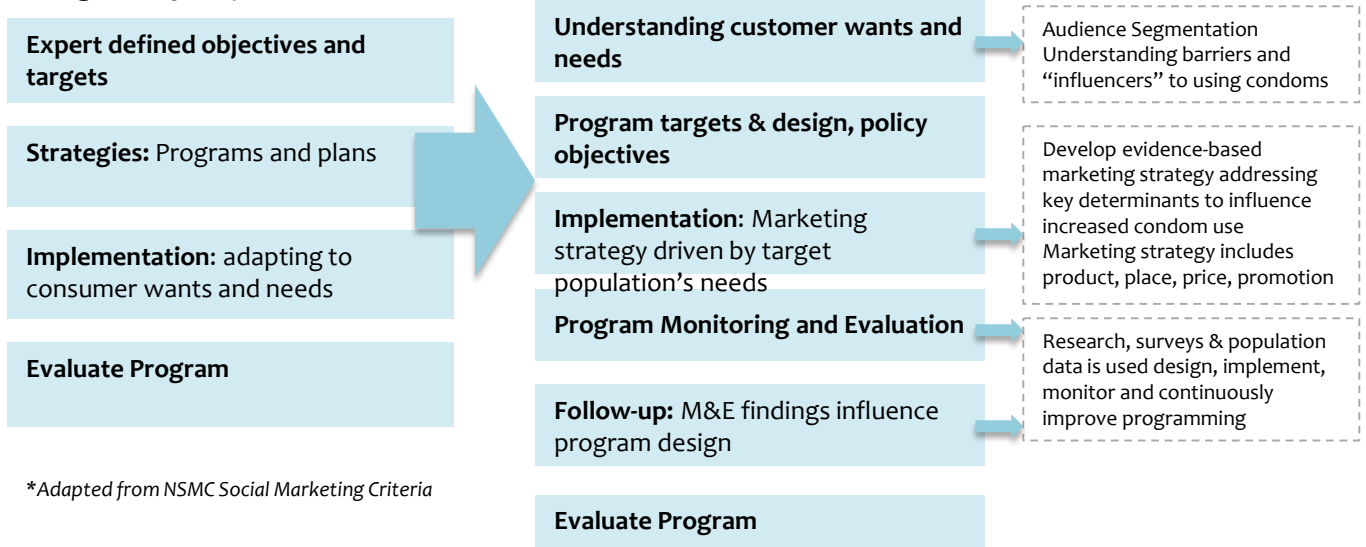 Expert defined objectives and
targets
Strategies: Programs and plans
Implementation: adapting to
consumer wants and needs
Evaluate Program
*Adapted from NSMC Social Marketing Criteria
Understanding customer wants and
needs
Program targets & design, policy
objectives
Implementation: Marketing
strategy driven by target
population's needs
Program Monitoring and Evaluation
Follow-up: M&E findings influence
program design
Evaluate Program
Audience Segmentation
Understanding barriers and
“influencers” to using condoms
Develop evidence-based
marketing strategy addressing
key determinants to influence
increased condom use
Marketing strategy includes
product, place, price, promotion
Research, surveys & population
data is used design, implement,
monitor and continuously
improve programming